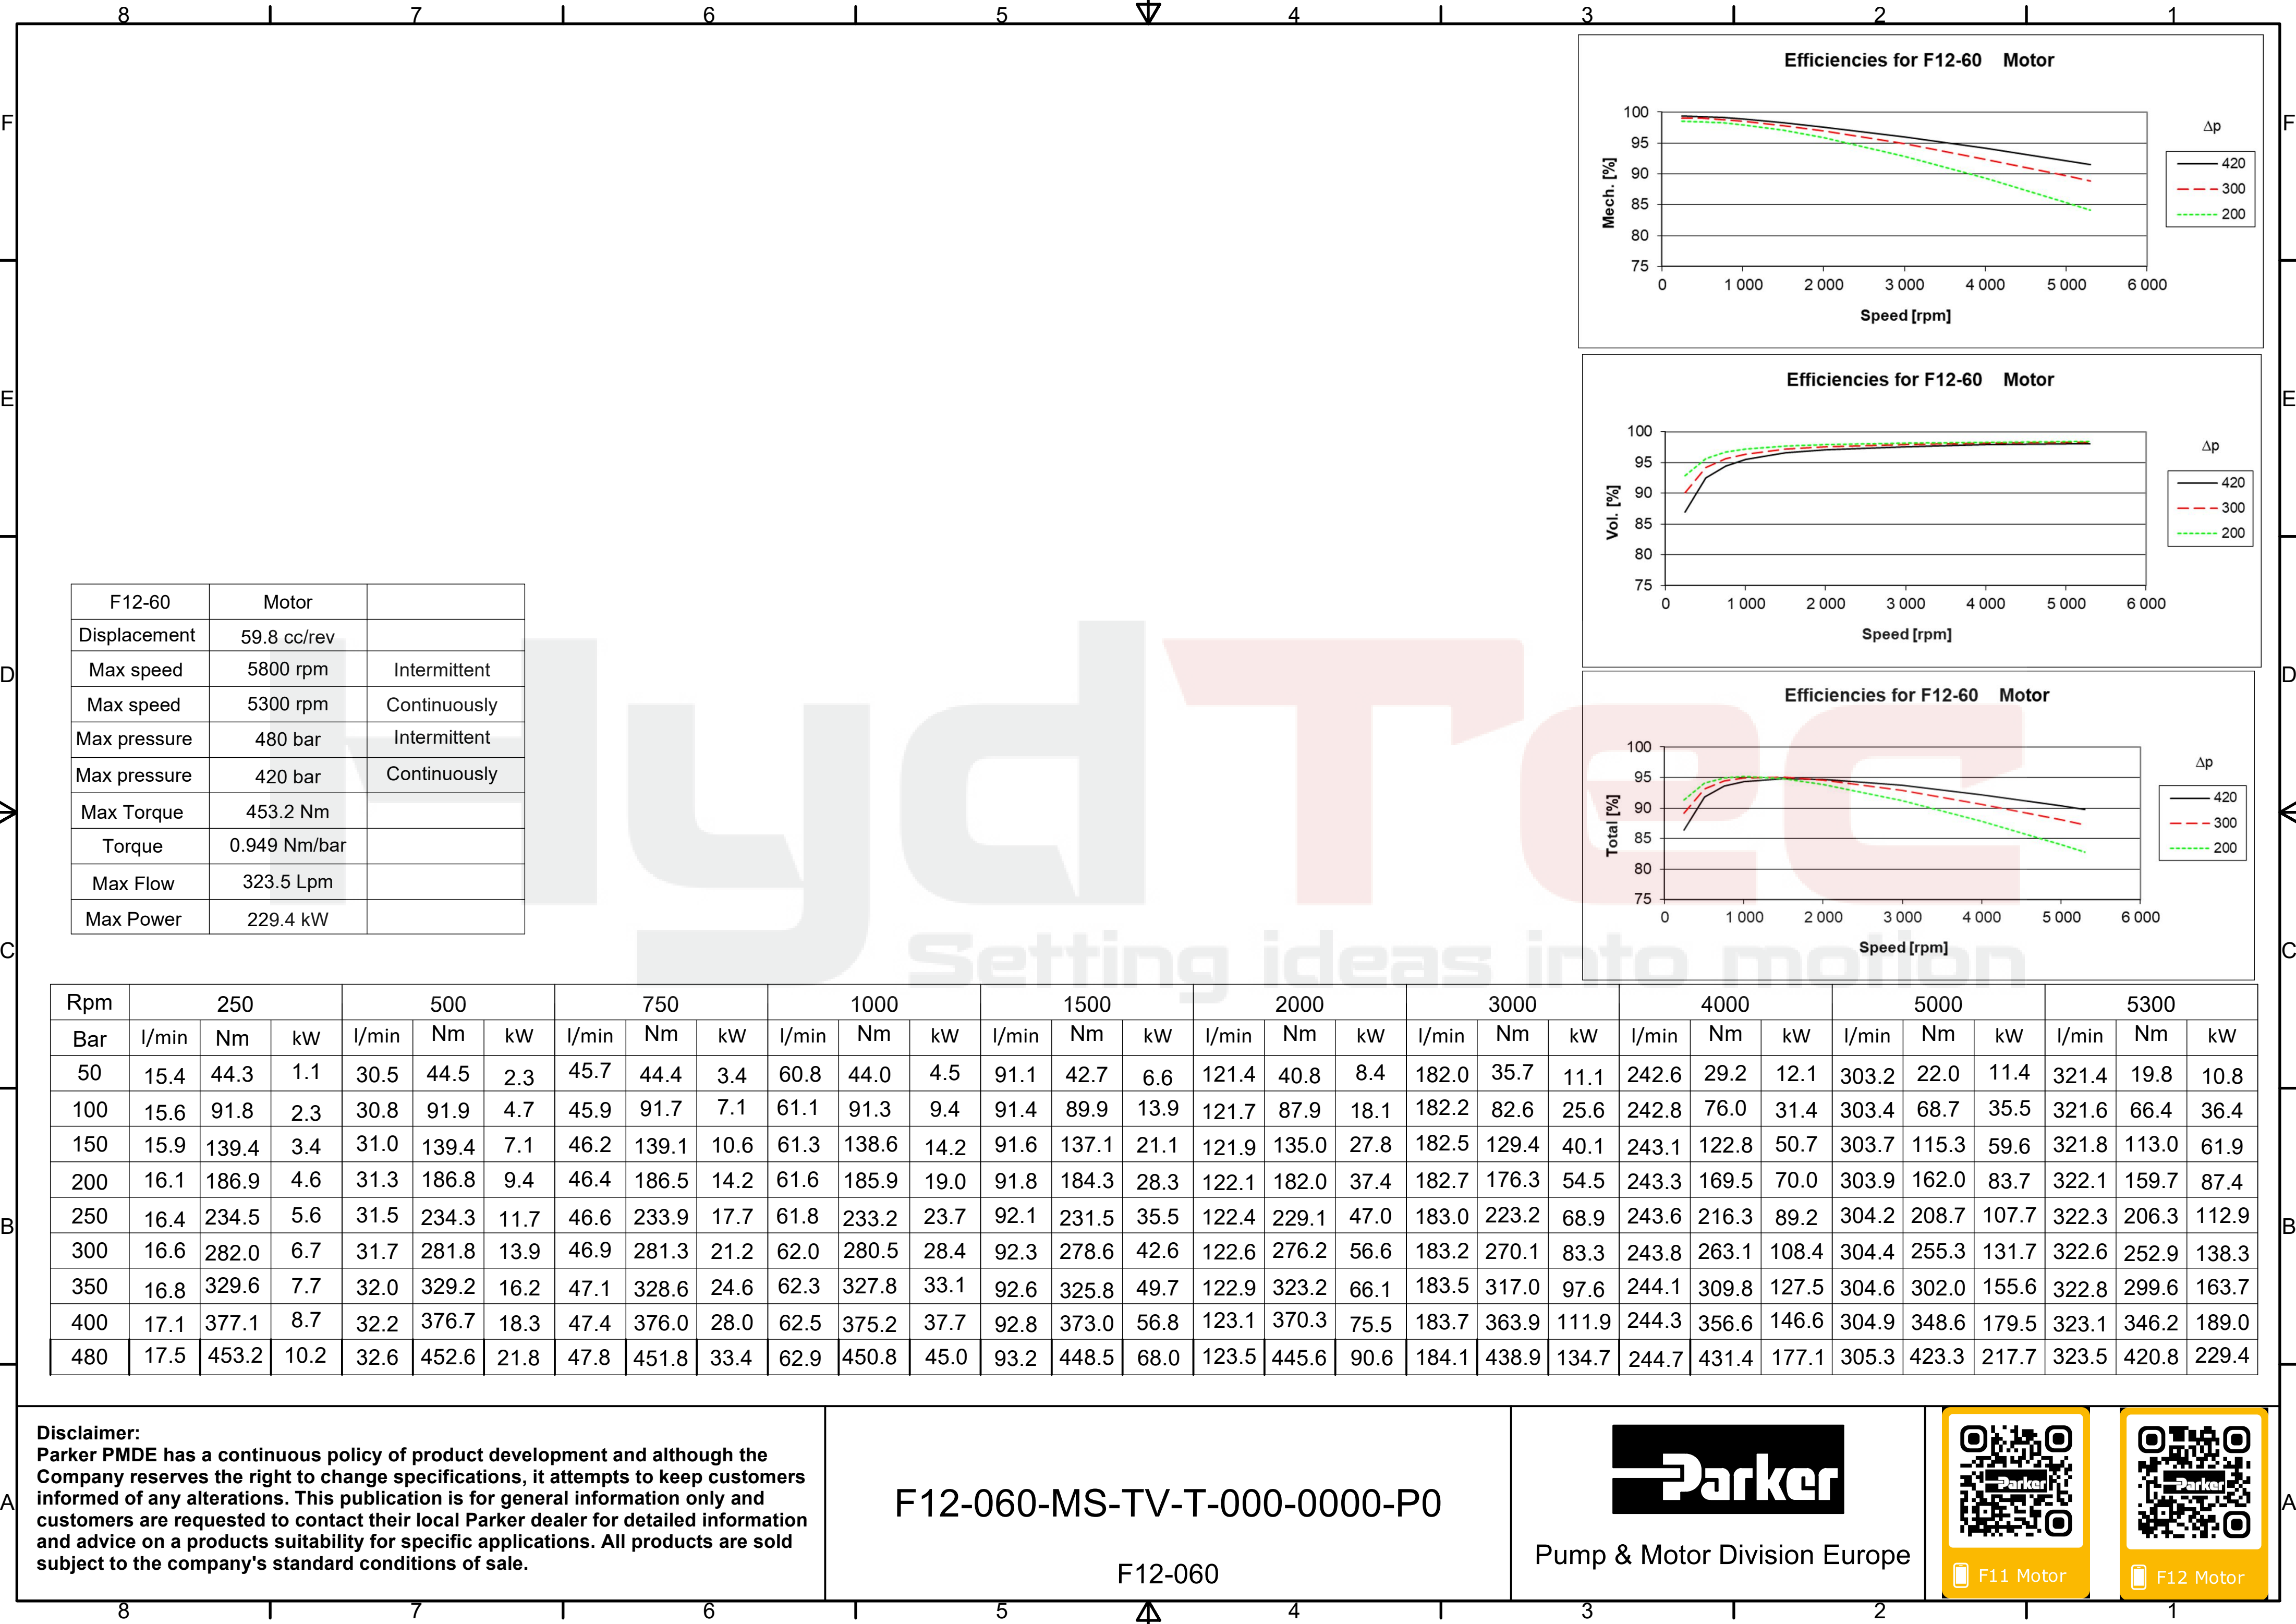 8 7 6 5 4 3 2 1
F F
E E
D D
C C
B B
A A
Efficiencies for F12-60 Motor
Mech. [%]
100
95
90
85
80
75
0 1 000 2 000 3 000 4 000 5 000 6 000
Speed [rpm]
Δp
420
300
200
Efficiencies for F12-60 Motor
Vol. [%]
100
95
90
85
80
75
0 1 000 2 000 3 000 4 000 5 000 6 000
Speed [rpm]
Δp
420
300
200
Efficiencies for F12-60 Motor
Total [%]
100
95
90
85
80
75
0 1 000 2 000 3 000 4 000 5 000 6 000
Speed [rpm]
Δp
420
300
200
HydTec
Setting ideas into motion
F12-60 Motor
Displacement 59.8 cc/rev
Max speed 5800 rpm Intermittent
Max speed 5300 rpm Continuously
Max pressure 480 bar Intermittent
Max pressure 420 bar Continuously
Max Torque 453.2 Nm
Torque 0.949 Nm/bar
Max Flow 323.5 Lpm
Max Power 229.4 kW
Rpm 250 500 750 1000 1500 2000 3000 4000 5000 5300
Bar l/min Nm kW l/min Nm kW l/min Nm kW l/min Nm kW l/min Nm kW l/min Nm kW l/min Nm kW l/min Nm kW l/min Nm kW l/min Nm kW
50 15.4 44.3 1.1 30.5 44.5 2.3 45.7 44.4 3.4 60.8 44.0 4.5 91.1 42.7 6.6 121.4 40.8 8.4 182.0 35.7 11.1 242.6 29.2 12.1 303.2 22.0 11.4 321.4 19.8 10.8
100 15.6 91.8 2.3 30.8 91.9 4.7 45.9 91.7 7.1 61.1 91.3 9.4 91.4 89.9 13.9 121.7 87.9 18.1 182.2 82.6 25.6 242.8 76.0 31.4 303.4 68.7 35.5 321.6 66.4 36.4
150 15.9 139.4 3.4 31.0 139.4 7.1 46.2 139.1 10.6 61.3 138.6 14.2 91.6 137.1 21.1 121.9 135.0 27.8 182.5 129.4 40.1 243.1 122.8 50.7 303.7 115.3 59.6 321.8 113.0 61.9
200 16.1 186.9 4.6 31.3 186.8 9.4 46.4 186.5 14.2 61.6 185.9 19.0 91.8 184.3 28.3 122.1 182.0 37.4 182.7 176.3 54.5 243.3 169.5 70.0 303.9 162.0 83.7 322.1 159.7 87.4
250 16.4 234.5 5.6 31.5 234.3 11.7 46.6 233.9 17.7 61.8 233.2 23.7 92.1 231.5 35.5 122.4 229.1 47.0 183.0 223.2 68.9 243.6 216.3 89.2 304.2 208.7 107.7 322.3 206.3 112.9
300 16.6 282.0 6.7 31.7 281.8 13.9 46.9 281.3 21.2 62.0 280.5 28.4 92.3 278.6 42.6 122.6 276.2 56.6 183.2 270.1 83.3 243.8 263.1 108.4 304.4 255.3 131.7 322.6 252.9 138.3
350 16.8 329.6 7.7 32.0 329.2 16.2 47.1 328.6 24.6 62.3 327.8 33.1 92.6 325.8 49.7 122.9 323.2 66.1 183.5 317.0 97.6 244.1 309.8 127.5 304.6 302.0 155.6 322.8 299.6 163.7
400 17.1 377.1 8.7 32.2 376.7 18.3 47.4 376.0 28.0 62.5 375.2 37.7 92.8 373.0 56.8 123.1 370.3 75.5 183.7 363.9 111.9 244.3 356.6 146.6 304.9 348.6 179.5 323.1 346.2 189.0
480 17.5 453.2 10.2 32.6 452.6 21.8 47.8 451.8 33.4 62.9 450.8 45.0 93.2 448.5 68.0 123.5 445.6 90.6 184.1 438.9 134.7 244.7 431.4 177.1 305.3 423.3 217.7 323.5 420.8 229.4
Disclaimer:
Parker PMDE has a continuous policy of product development and although the
Company reserves the right to change specifications, it attempts to keep customers
informed of any alterations. This publication is for general information only and
customers are requested to contact their local Parker dealer for detailed information
and advice on a products suitability for specific applications. All products are sold
subject to the company's standard conditions of sale.
F12-060-MS-TV-T-000-0000-P0
F12-060
Parker
Pump & Motor Division Europe
Parker
F11 Motor
Parker
F12 Motor
8 7 6 5 4 3 2 1